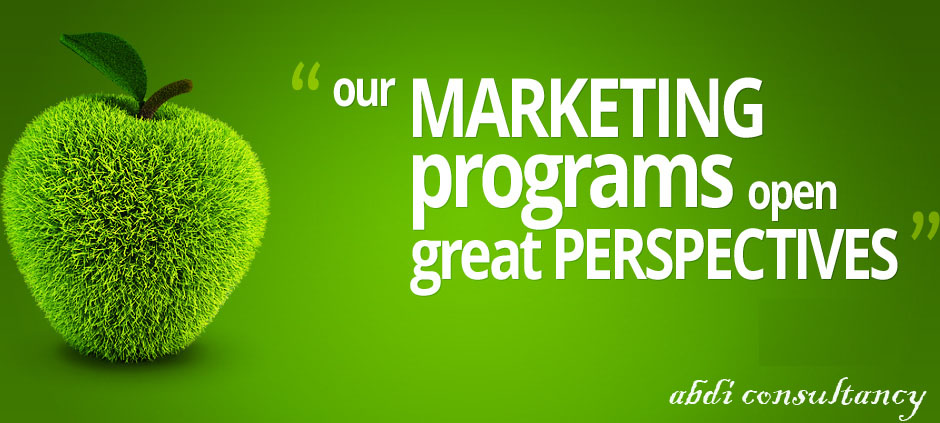 “ our MARKETING
programs open
great PERSPECTIVES ”
abdi consultancy